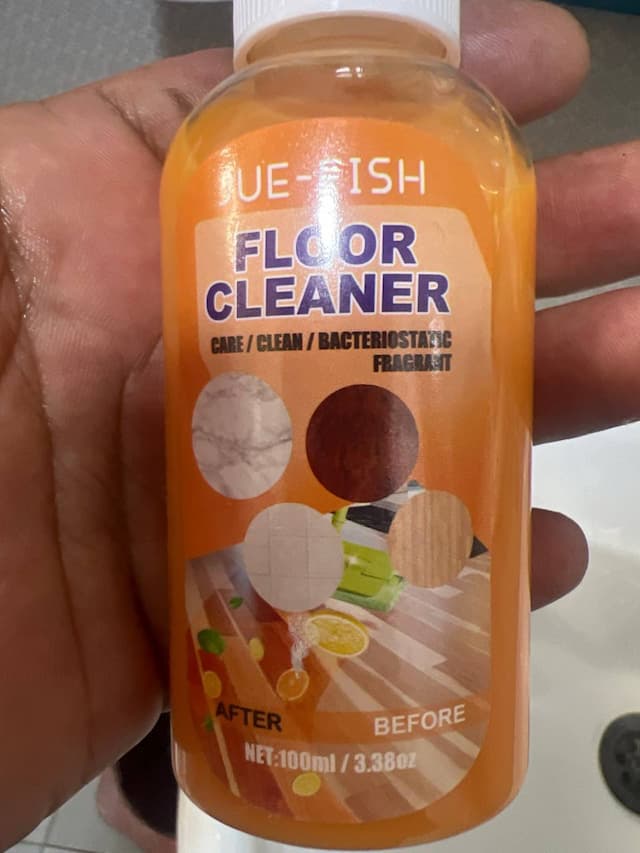 UE-FISH
FLOOR
CLEANER
CARE / CLEAN / BACTERIOSTATIC
FRAGRANT
AFTER
BEFORE
NET:100ml / 3.38oz